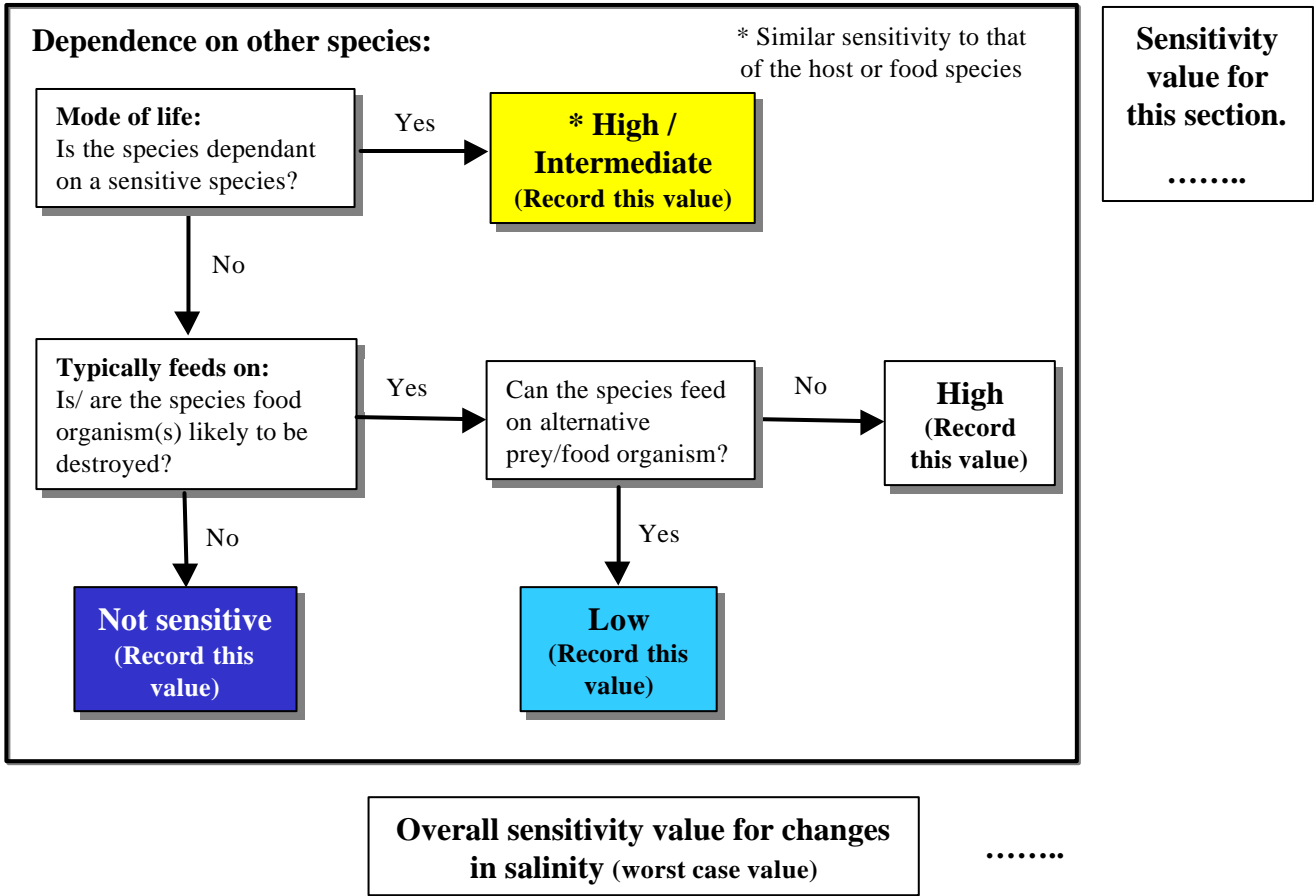 Dependence on other species:
* Similar sensitivity to that
of the host or food species
Sensitivity
value for
this section.
……..
Mode of life:
Is the species dependant
on a sensitive species?
Yes
* High /
Intermediate
(Record this value)
No
Typically feeds on:
Is/ are the species food
organism(s) likely to be
destroyed?
Yes
Can the species feed
on alternative
prey/food organism?
No
High
(Record
this value)
No
Yes
Not sensitive
(Record this
value)
Low
(Record this
value)
Overall sensitivity value for changes
in salinity (worst case value)
……..